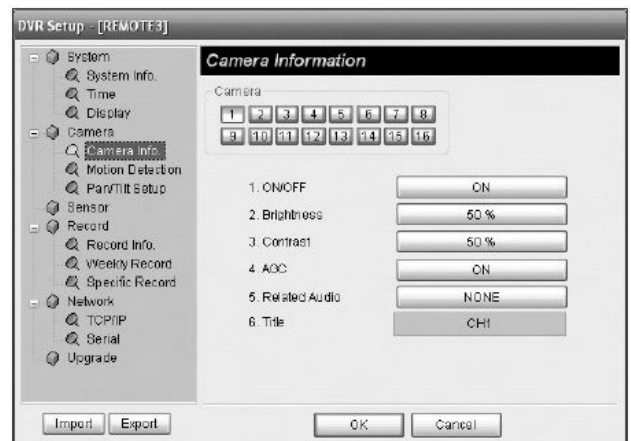 DVR Setup - [REMOTE3]
System
System Info.
Time
Display
Camera
Camera Info.
Motion Detection
Pan/Tilt Setup
Sensor
Record
Record Info.
Weekly Record
Specific Record
Network
TCP/IP
Serial
Upgrade
Import Export
Camera Information
Camera
1 2 3 4 5 6 7 8
9 10 11 12 13 14 15 16
1. ON/OFF ON
2. Brightness 50 %
3. Contrast 50 %
4. AGC ON
5. Related Audio NONE
6. Title CH1
OK Cancel